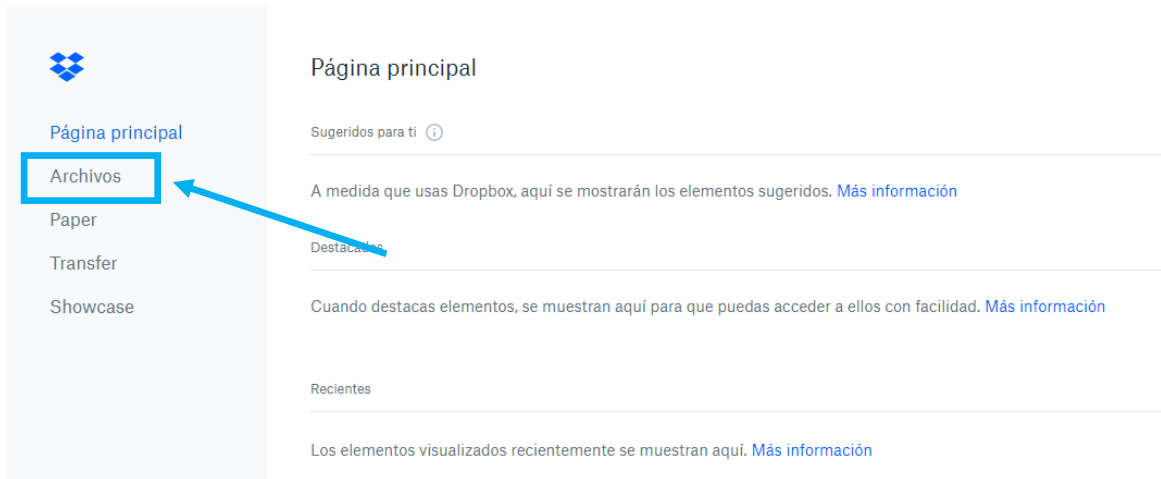 Página principal
Archivos
Paper
Transfer
Showcase
Página principal
Sugeridos para ti
A medida que usas Dropbox, aquí se mostrarán los elementos sugeridos. Más información
Destacados
Cuando destacas elementos, se muestran aquí para que puedas acceder a ellos con facilidad. Más información
Recientes
Los elementos visualizados recientemente se muestran aquí. Más información